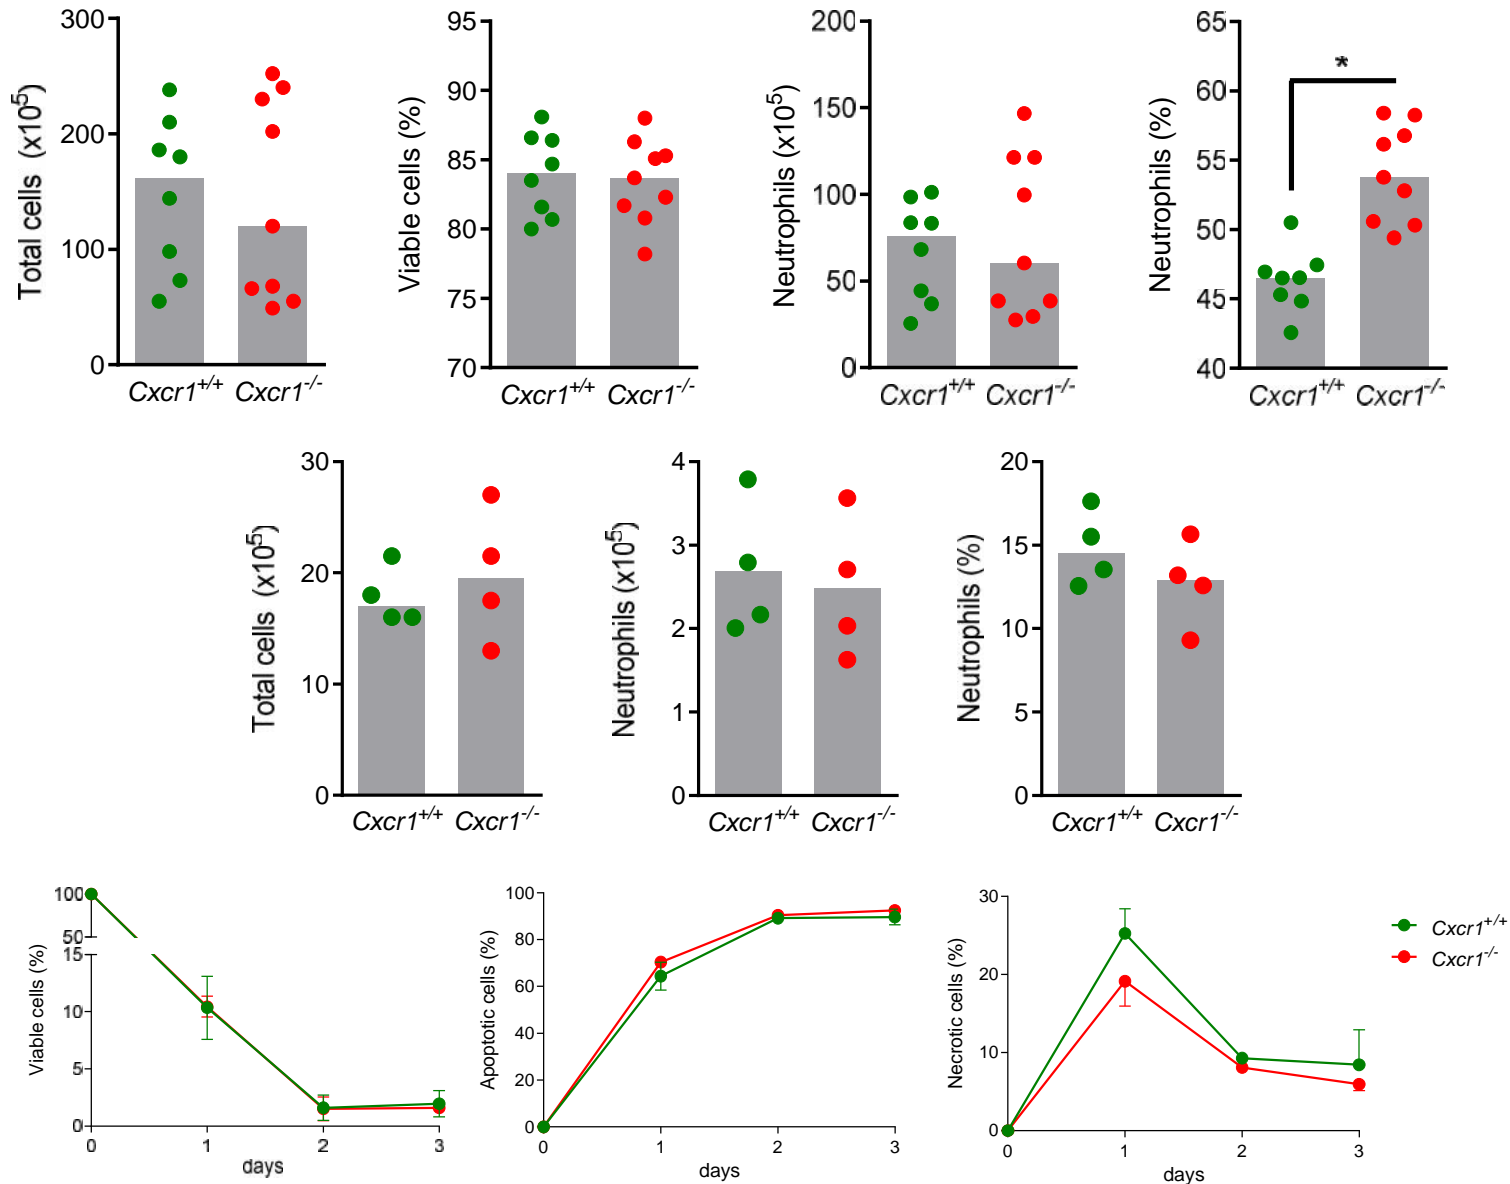 Total cells (x10⁵)
300
200
100
0
Cxcr1⁺/⁺ Cxcr1⁻/⁻
Viable cells (%)
95
90
85
80
75
70
Cxcr1⁺/⁺ Cxcr1⁻/⁻
Neutrophils (x10⁵)
200
150
100
50
0
Cxcr1⁺/⁺ Cxcr1⁻/⁻
Neutrophils (%)
65
60
55
50
45
40
*
Cxcr1⁺/⁺ Cxcr1⁻/⁻
Total cells (x10⁵)
30
20
10
0
Cxcr1⁺/⁺ Cxcr1⁻/⁻
Neutrophils (x10⁵)
4
3
2
1
0
Cxcr1⁺/⁺ Cxcr1⁻/⁻
Neutrophils (%)
20
15
10
5
0
Cxcr1⁺/⁺ Cxcr1⁻/⁻
Viable cells (%)
100
50
15
10
5
0
0 1 2 3
days
Apoptotic cells (%)
100
80
60
40
20
0
0 1 2 3
days
Necrotic cells (%)
30
20
10
0
0 1 2 3
days
Cxcr1⁺/⁺
Cxcr1⁻/⁻